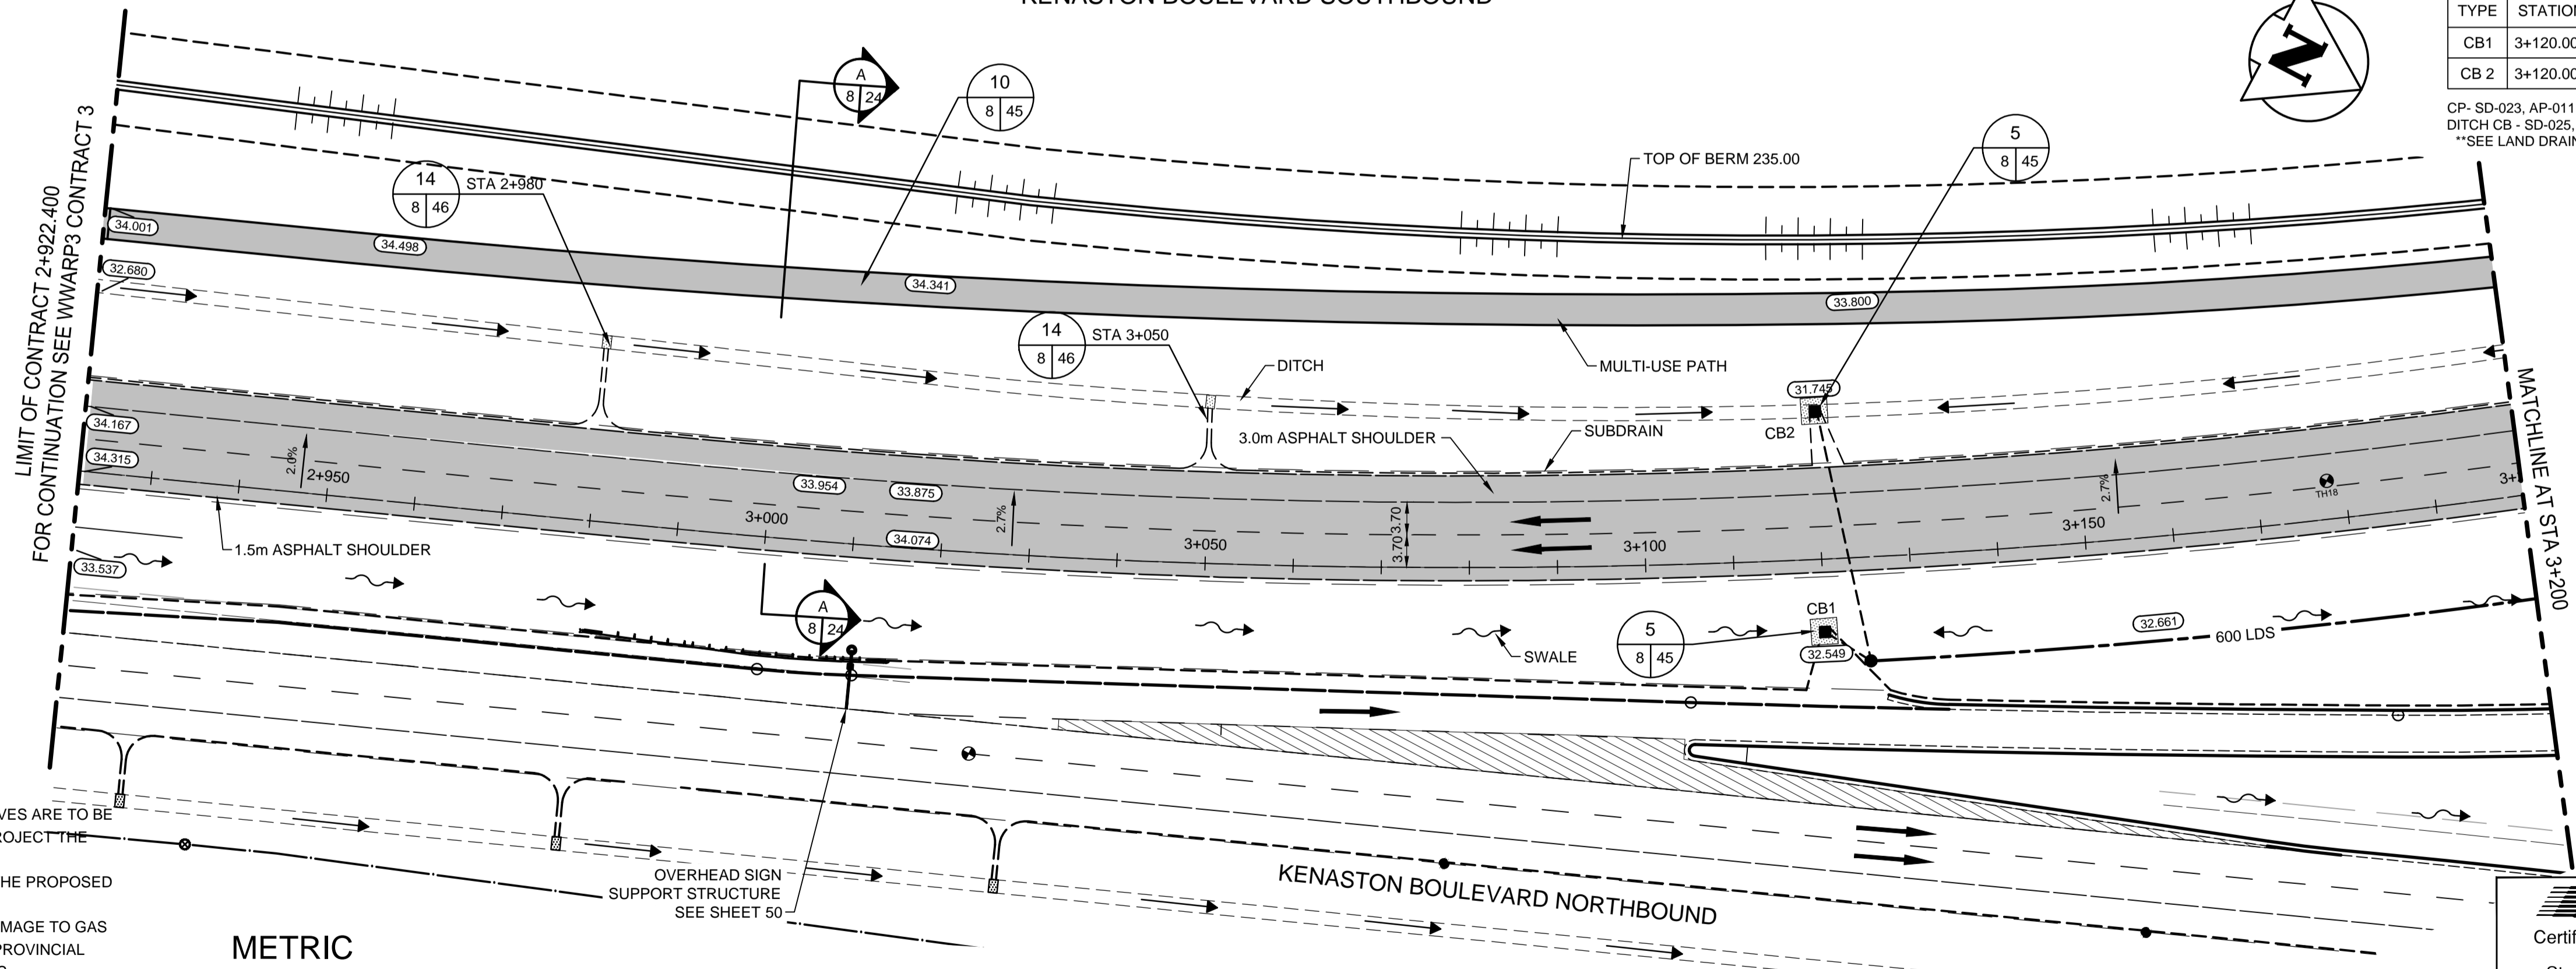 KENASTON BOULEVARD SOUTHBOUND
N
TYPE STATION
CB1 3+120.00
CB 2 3+120.00
CP- SD-023, AP-011
DITCH CB - SD-025,
**SEE LAND DRAIN
LIMIT OF CONTRACT 2+922.400
FOR CONTINUATION SEE WWARP3 CONTRACT 3
A
8 24
10
8 45
5
8 45
TOP OF BERM 235.00
14
8 46
STA 2+980
34.001
34.498
34.341
33.800
32.680
14
8 46
STA 3+050
DITCH
MULTI-USE PATH
31.745
CB2
3.0m ASPHALT SHOULDER
SUBDRAIN
34.167
34.315
2.0%
2+950
33.954
33.875
3+000
34.074
2.7%
3+050
3.70
3.70
3+100
3+150
2.7%
TH18
3+
MATCHLINE AT STA 3+200
1.5m ASPHALT SHOULDER
33.537
A
8 24
5
8 45
CB1
32.549
32.661
600 LDS
SWALE
VES ARE TO BE
ROJECT THE
HE PROPOSED
MAGE TO GAS
PROVINCIAL
METRIC
OVERHEAD SIGN
SUPPORT STRUCTURE
SEE SHEET 50
KENASTON BOULEVARD NORTHBOUND
Certif